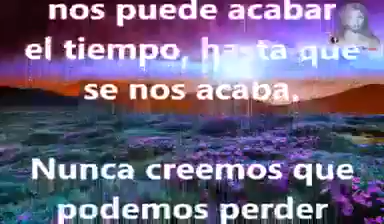 nos puede acabar
el tiempo, hasta que
se nos acaba.
Nunca creemos que
podemos perder